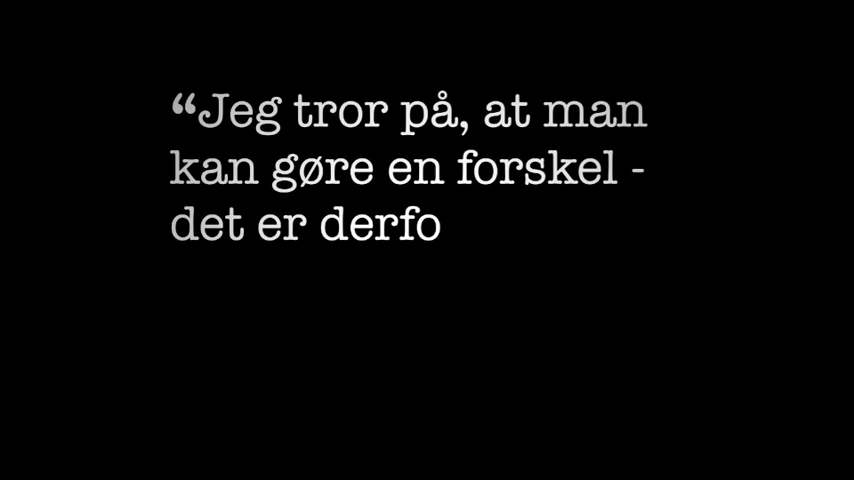 “Jeg tror på, at man
kan gøre en forskel -
det er derfo